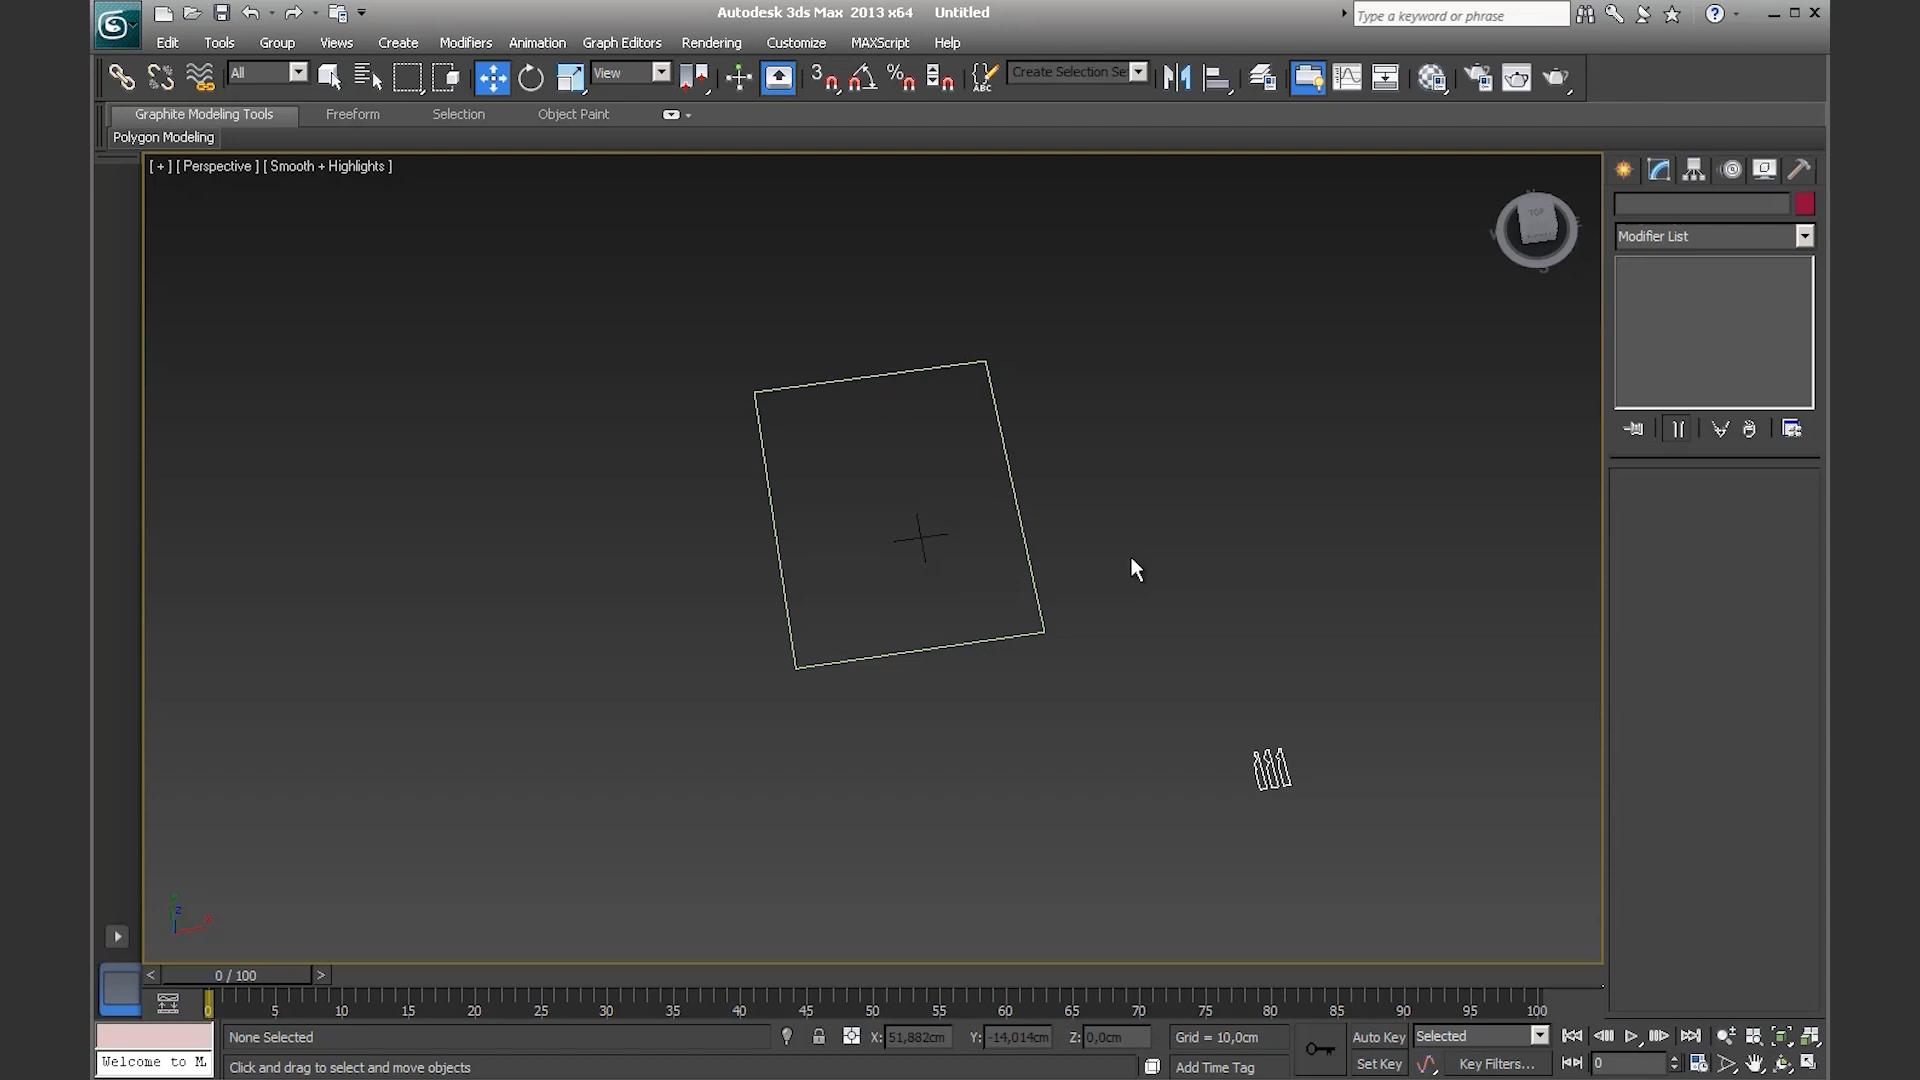 Autodesk 3ds Max 2013 x64 Untitled
Type a keyword or phrase
Edit Tools Group Views Create Modifiers Animation Graph Editors Rendering Customize MAXScript Help
All View 3 % ABC Create Selection Se
Graphite Modeling Tools Freeform Selection Object Paint
Polygon Modeling
[ + ] [ Perspective ] [ Smooth + Highlights ]
TOP
Modifier List
z x
< 0 / 100 >
0 5 10 15 20 25 30 35 40 45 50 55 60 65 70 75 80 85 90 95 100
None Selected X: 51,882cm Y: -14,014cm Z: 0,0cm Grid = 10,0cm Auto Key Selected
Welcome to M. Click and drag to select and move objects Add Time Tag Set Key Key Filters... 0